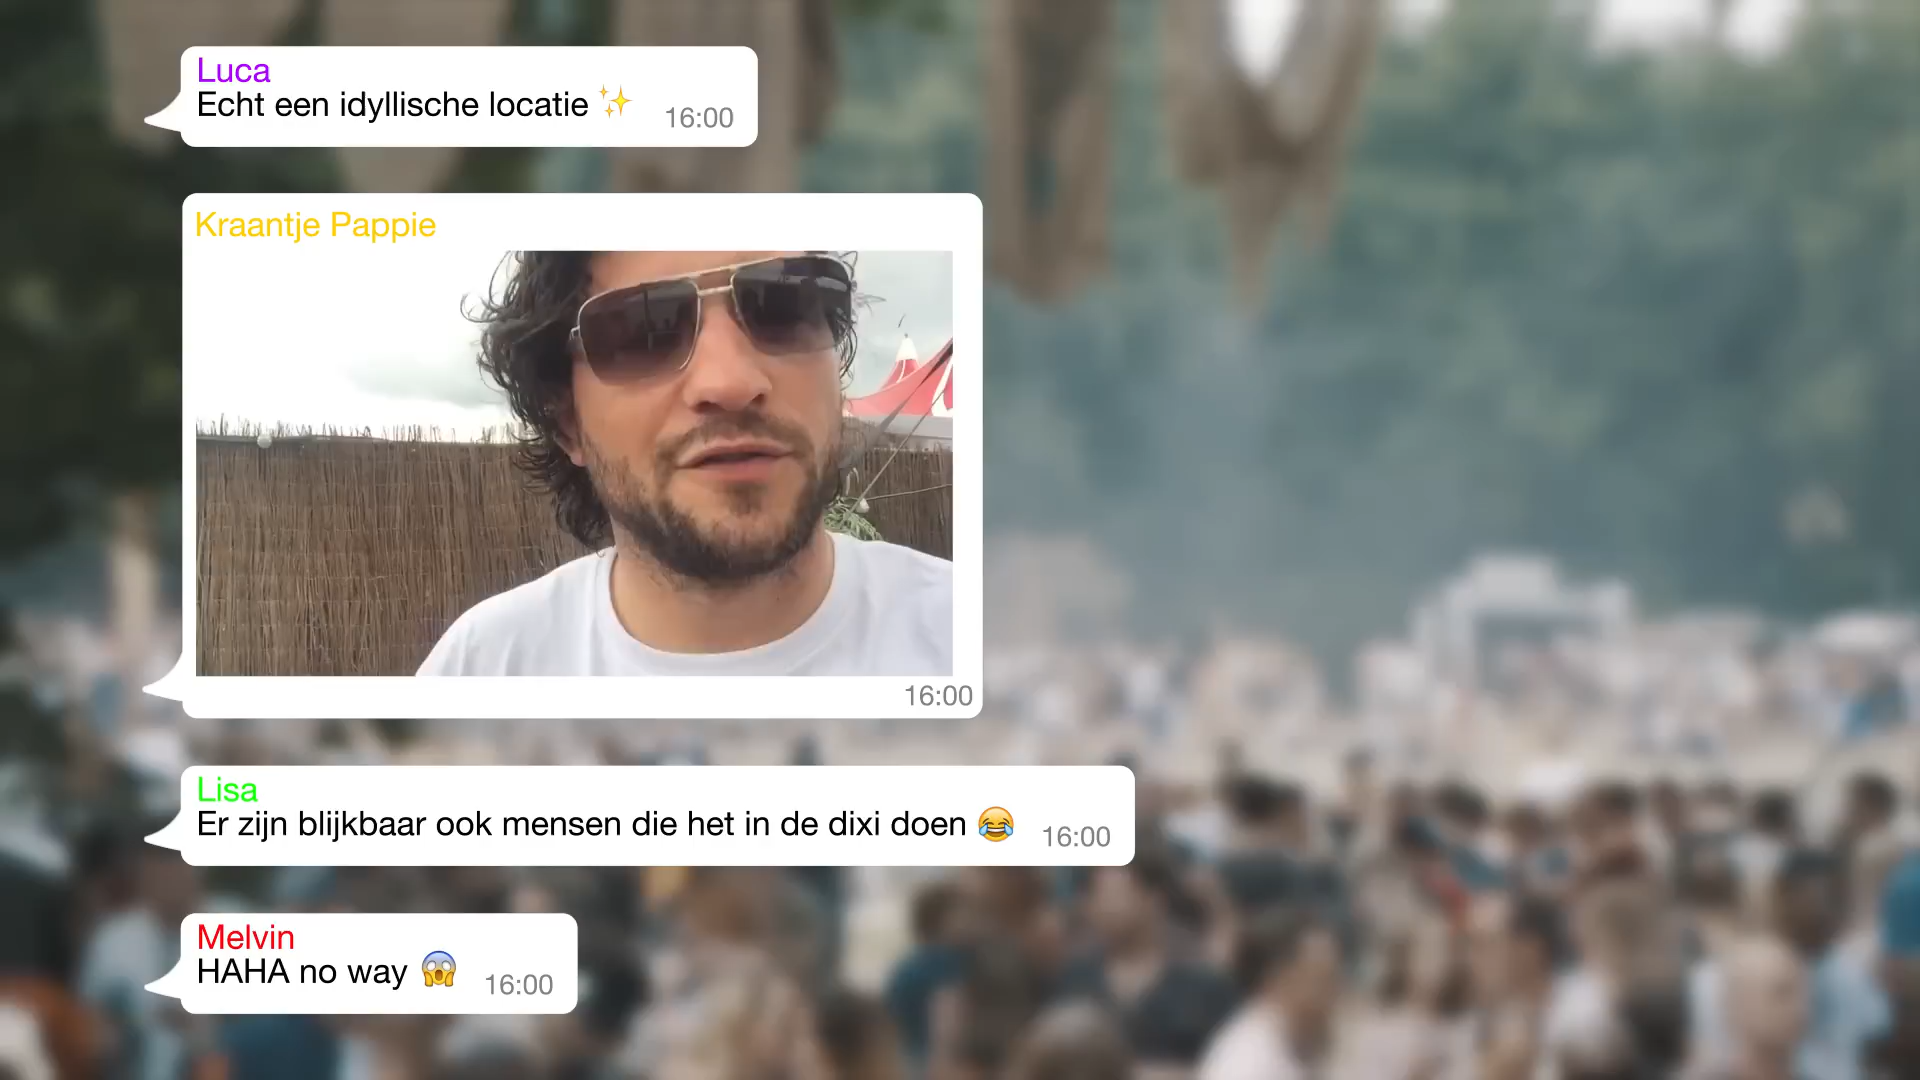 Luca
Echt een idyllische locatie ✨ 16:00
Kraantje Pappie
16:00
Lisa
Er zijn blijkbaar ook mensen die het in de dixi doen 😂 16:00
Melvin
HAHA no way 😱 16:00